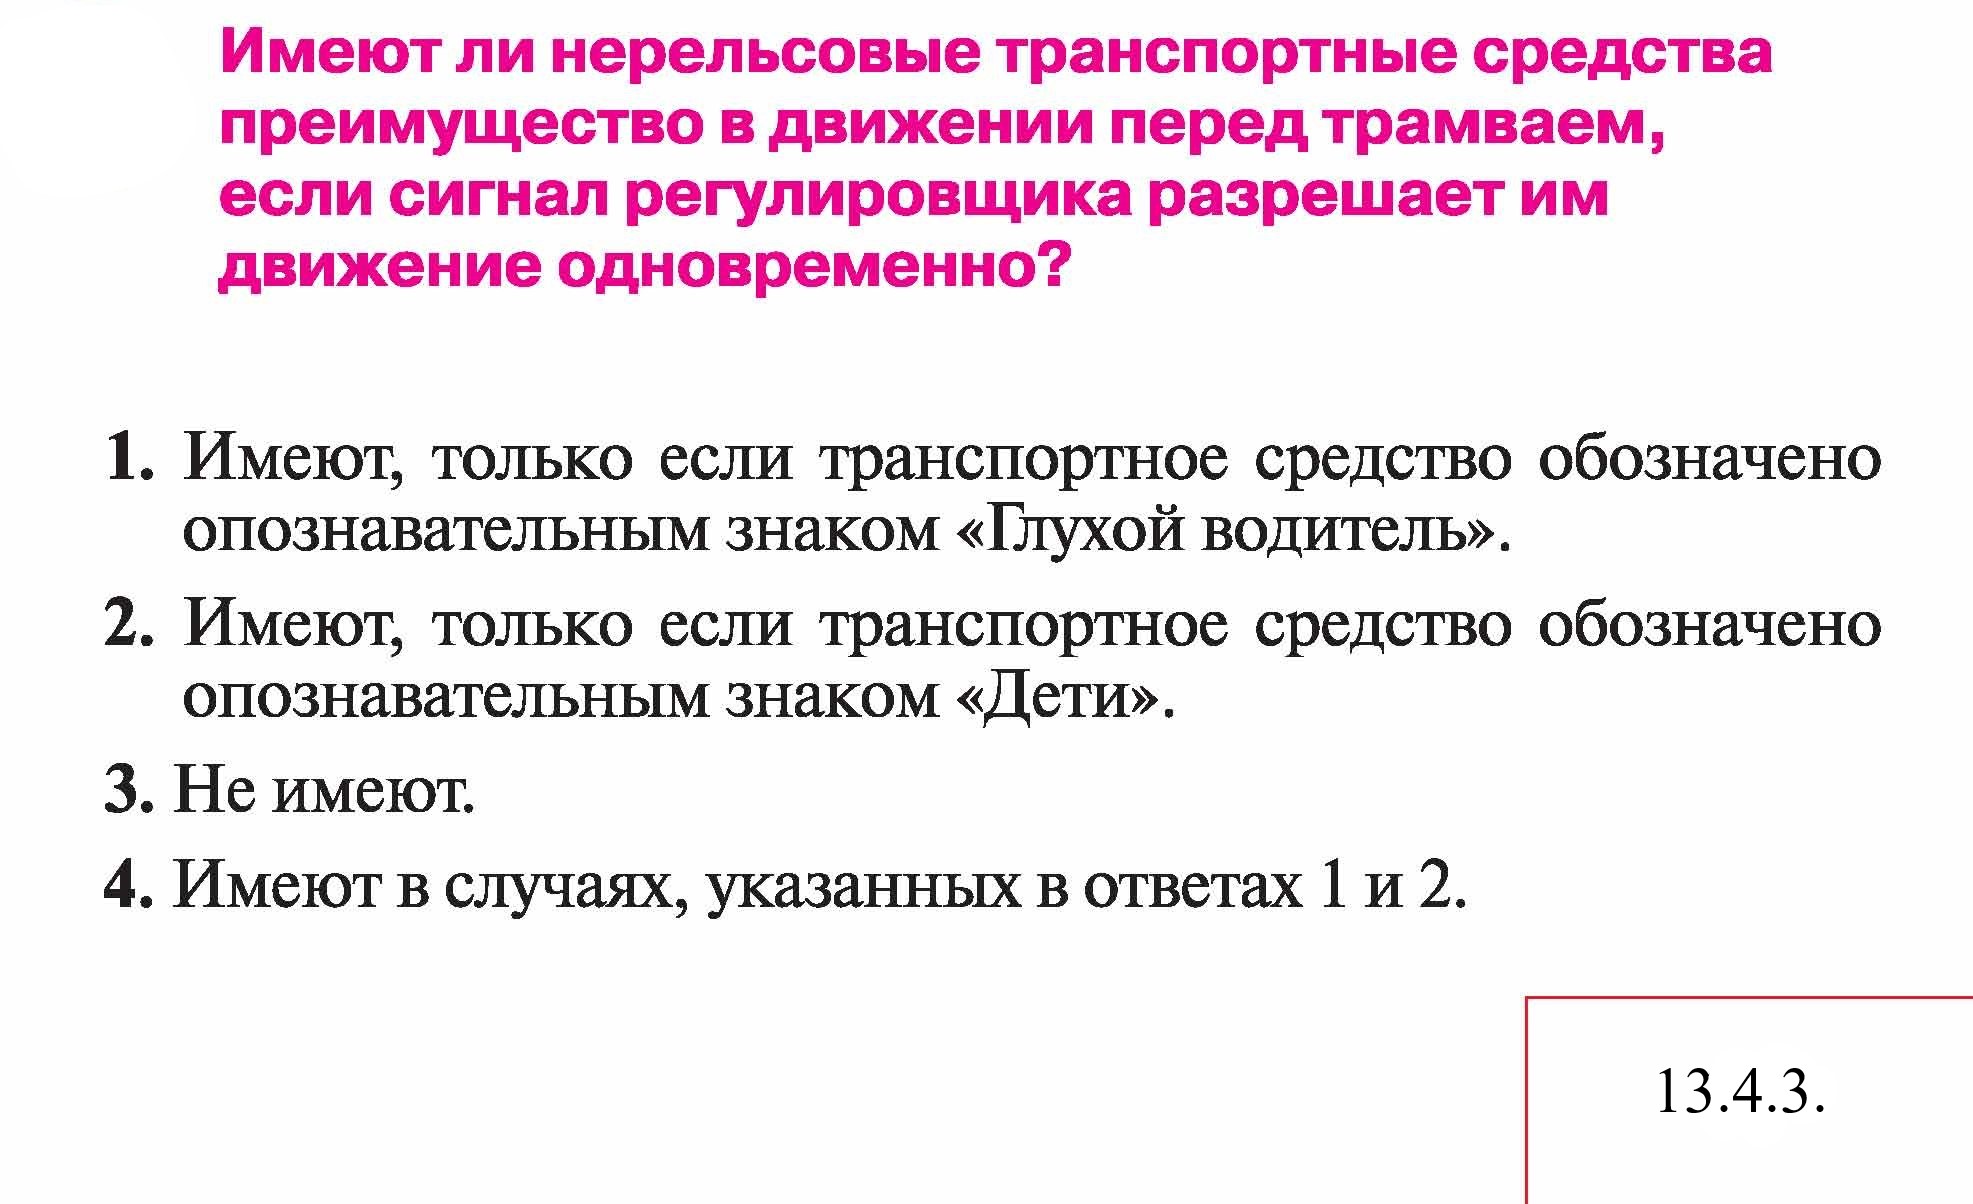 Имеют ли нерельсовые транспортные средства
преимущество в движении перед трамваем,
если сигнал регулировщика разрешает им
движение одновременно?
1. Имеют, только если транспортное средство обозначено
опознавательным знаком «Глухой водитель».
2. Имеют, только если транспортное средство обозначено
опознавательным знаком «Дети».
3. Не имеют.
4. Имеют в случаях, указанных в ответах 1 и 2.
13.4.3.